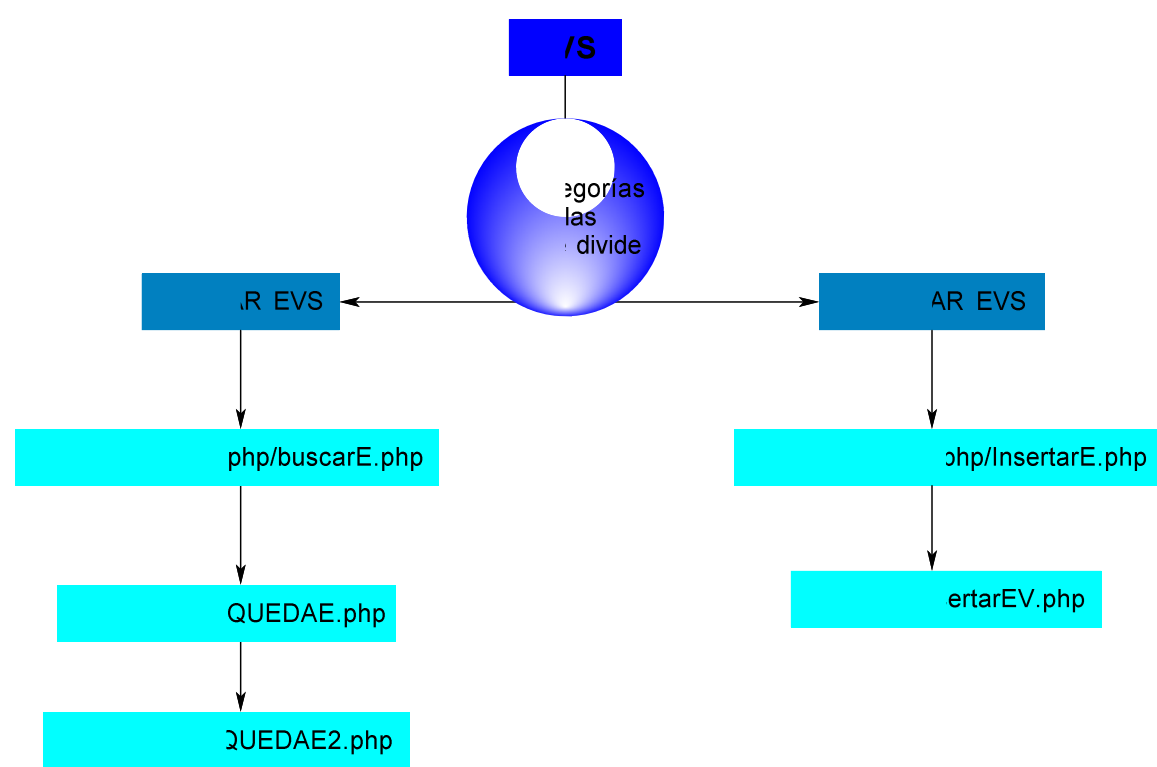 VS
egorías
las
divide
AR EVS
AR EVS
php/buscarE.php
php/InsertarE.php
ertarEV.php
QUEDAE.php
QUEDAE2.php